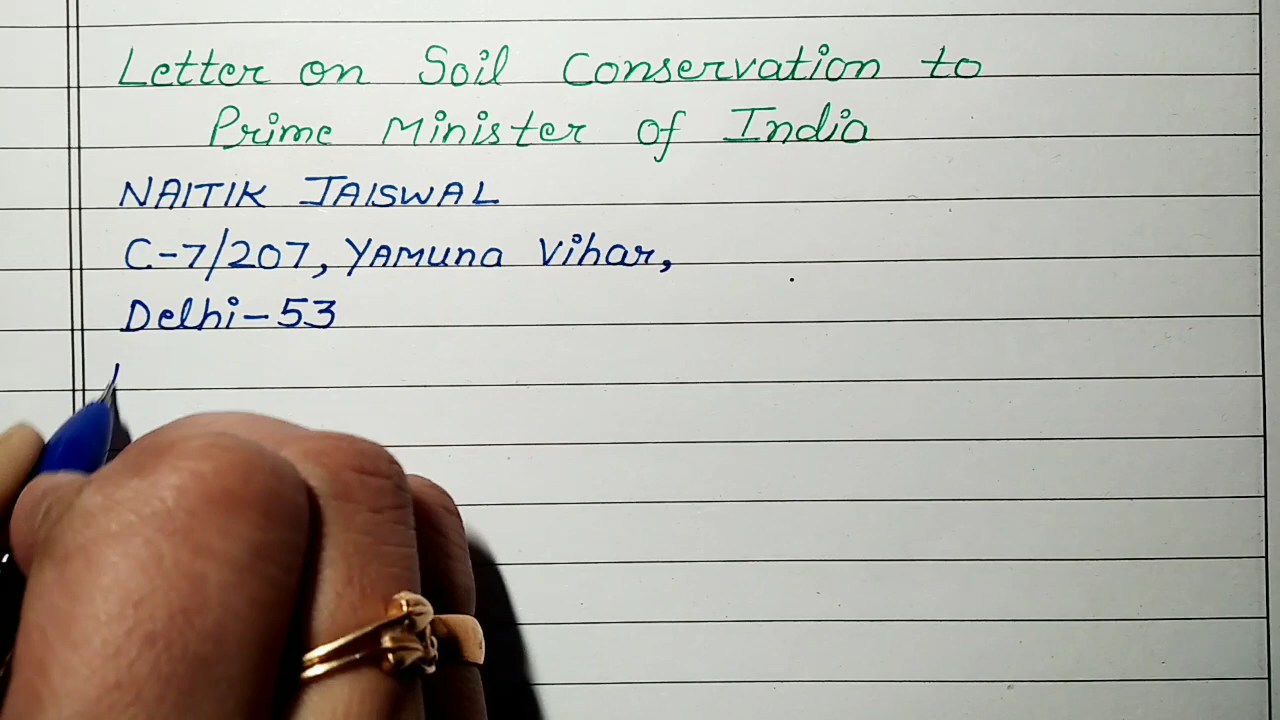 Letter on Soil Conservation to
Prime Minister of India
NAITIK JAISWAL
C-7/207, YAMUNA Vihar,
Delhi-53